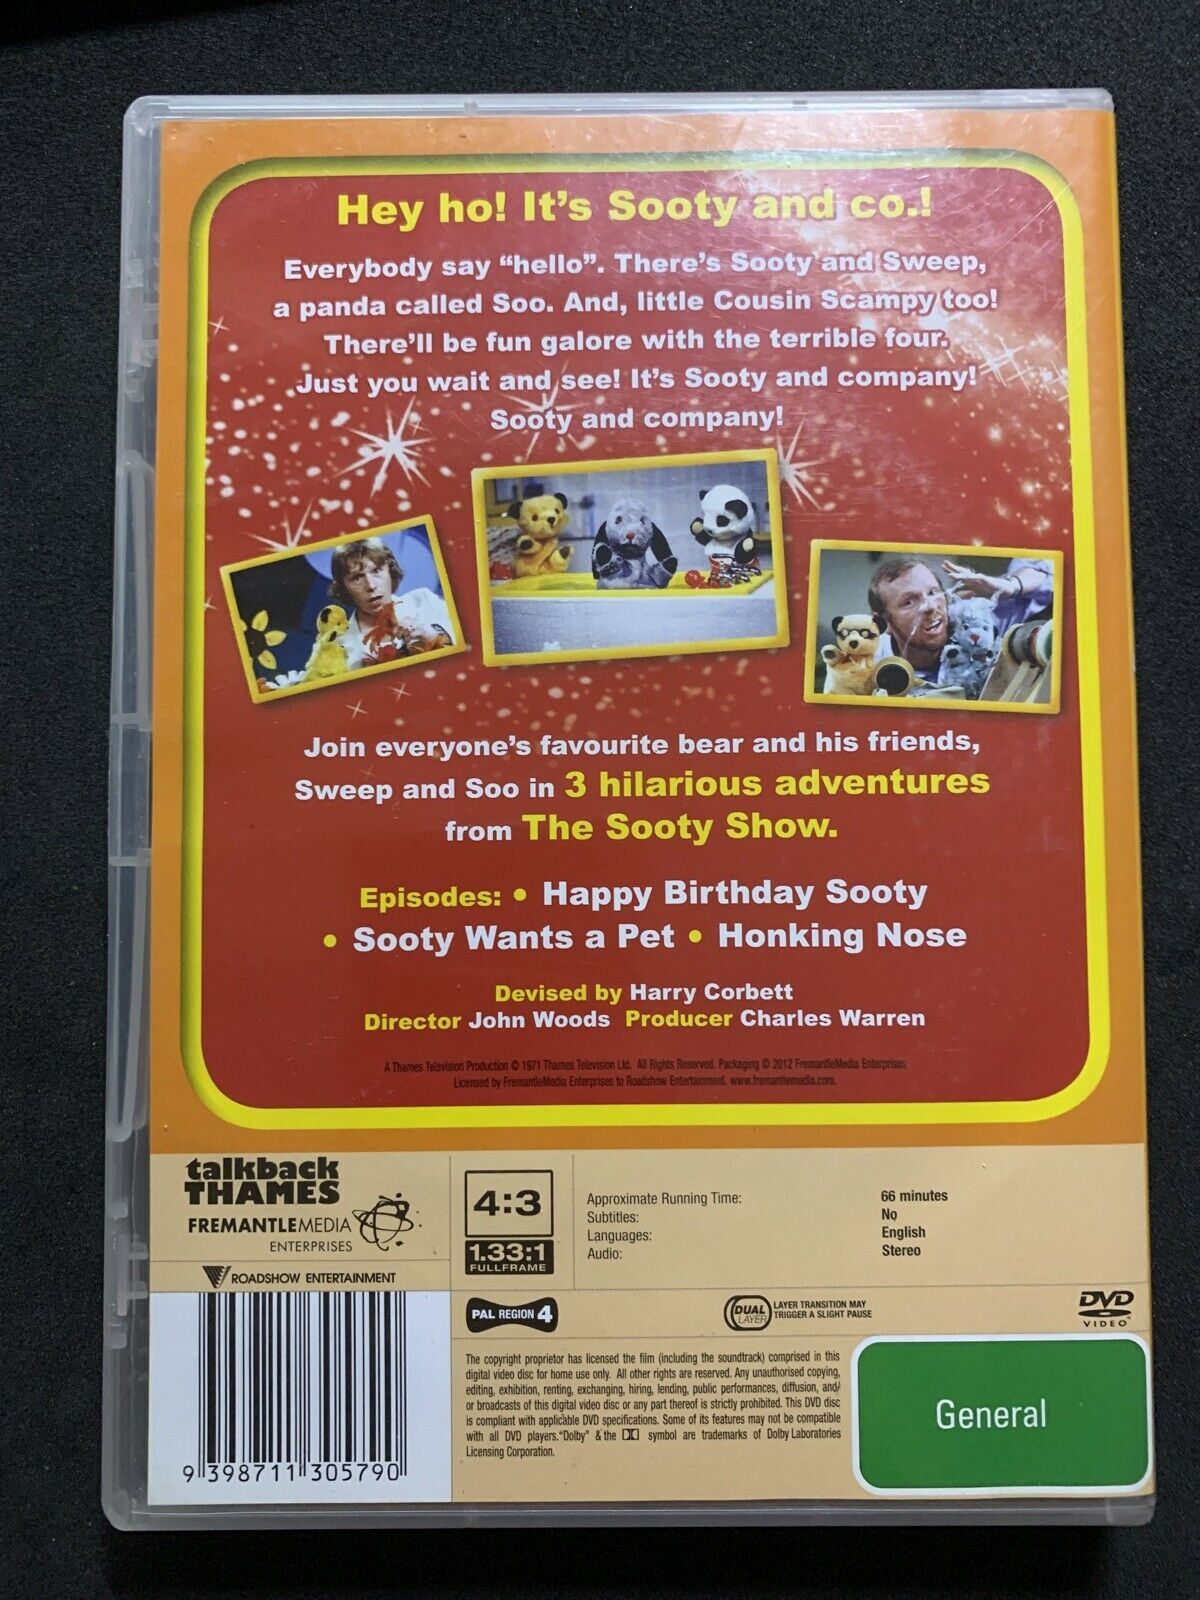 Hey ho! It's Sooty and co.!
Everybody say “hello”. There's Sooty and Sweep,
a panda called Soo. And, little Cousin Scampy too!
There'll be fun galore with the terrible four.
Just you wait and see! It's Sooty and company!
Sooty and company!
Join everyone's favourite bear and his friends,
Sweep and Soo in 3 hilarious adventures
from The Sooty Show.
Episodes: • Happy Birthday Sooty
• Sooty Wants a Pet • Honking Nose
Devised by Harry Corbett
Director John Woods Producer Charles Warren
A Thames Television Production © 1971 Thames Television Ltd. All Rights Reserved. Packaging © 2012 FremantleMedia Enterprises
Licensed by FremantleMedia Enterprises to Roadshow Entertainment. www.fremantlemedia.com.
talkback
THAMES
FREMANTLEMEDIA
ENTERPRISES
ROADSHOW ENTERTAINMENT
9 398711 305790
4:3
1.33:1
FULLFRAME
Approximate Running Time: 66 minutes
Subtitles: No
Languages: English
Audio: Stereo
PAL REGION 4
DUAL LAYER
LAYER TRANSITION MAY
TRIGGER A SLIGHT PAUSE
DVD
VIDEO
The copyright proprietor has licensed the film (including the soundtrack) comprised in this
digital video disc for home use only. All other rights are reserved. Any unauthorised copying,
editing, exhibition, renting, exchanging, hiring, lending, public performances, diffusion, and/
or broadcasts of this digital video disc or any part thereof is strictly prohibited. This DVD disc
is compliant with applicable DVD specifications. Some of its features may not be compatible
with all DVD players. "Dolby" & the symbol are trademarks of Dolby Laboratories
Licensing Corporation.
General